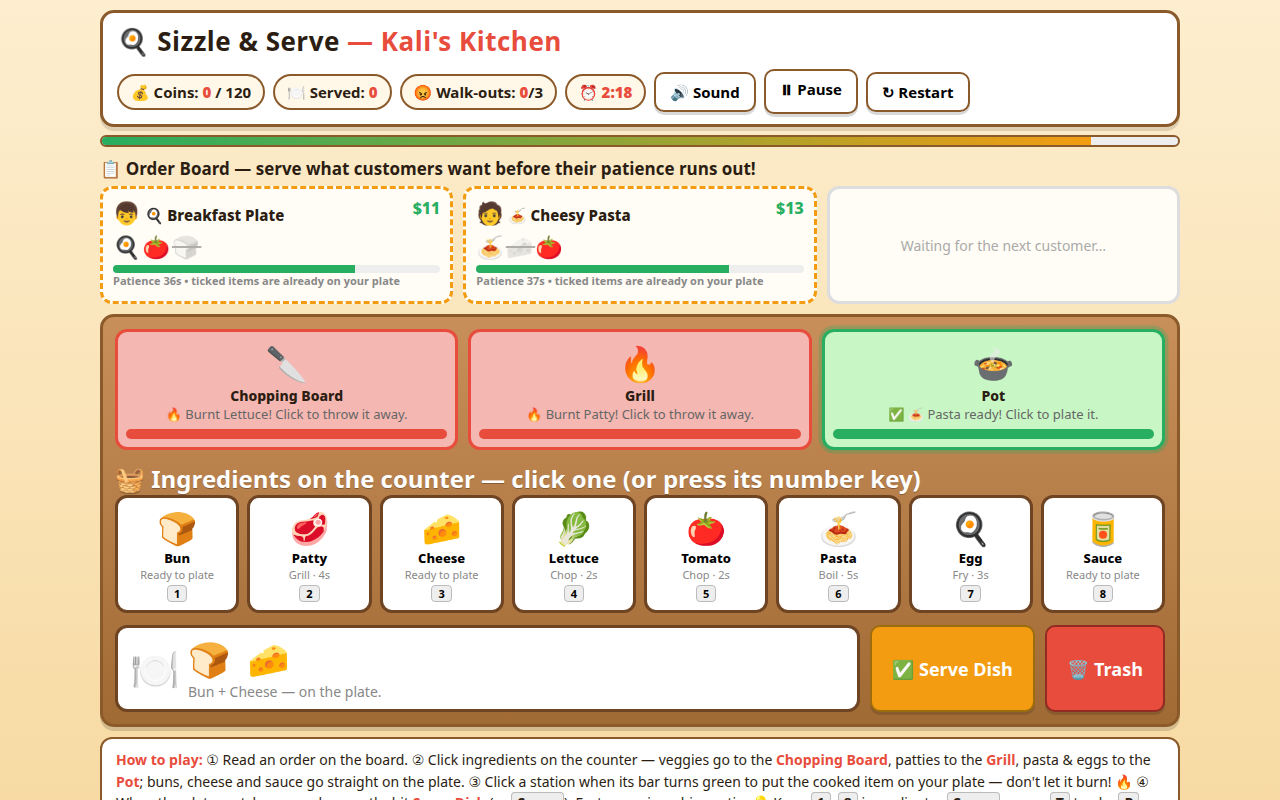 🍳 Sizzle & Serve — Kali's Kitchen
💰 Coins: 0 / 120
🍽️ Served: 0
😡 Walk-outs: 0/3
⏰ 2:18
🔊 Sound
⏸ Pause
↻ Restart
📋 Order Board — serve what customers want before their patience runs out!
👦 🍳 Breakfast Plate $11
Patience 36s • ticked items are already on your plate
🧑 🍝 Cheesy Pasta $13
Patience 37s • ticked items are already on your plate
Waiting for the next customer...
Chopping Board
🔥 Burnt Lettuce! Click to throw it away.
Grill
🔥 Burnt Patty! Click to throw it away.
Pot
✅ 🍝 Pasta ready! Click to plate it.
🧺 Ingredients on the counter — click one (or press its number key)
Bun
Ready to plate
1
Patty
Grill · 4s
2
Cheese
Ready to plate
3
Lettuce
Chop · 2s
4
Tomato
Chop · 2s
5
Pasta
Boil · 5s
6
Egg
Fry · 3s
7
Sauce
Ready to plate
8
Bun + Cheese — on the plate.
✅ Serve Dish
🗑️ Trash
How to play: ① Read an order on the board. ② Click ingredients on the counter — veggies go to the Chopping Board, patties to the Grill, pasta & eggs to the
Pot; buns, cheese and sauce go straight on the plate. ③ Click a station when its bar turns green to put the cooked item on your plate — don't let it burn! 🔥 ④